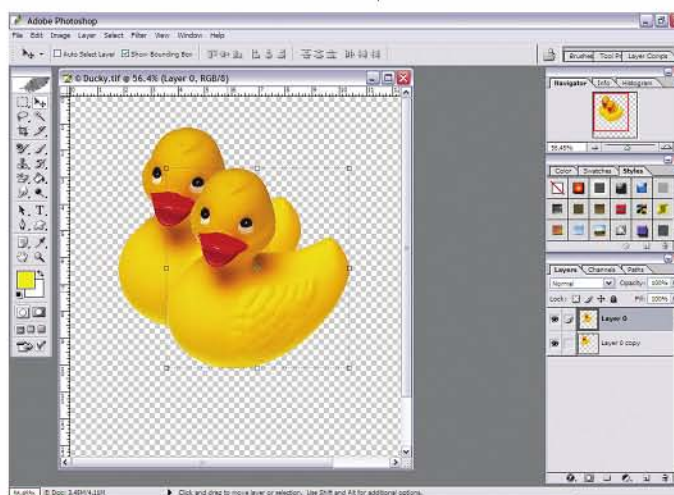 Adobe Photoshop
File Edit Image Layer Select Filter View Window Help
Auto Select Layer Show Bounding Box
Brushes Tool Pr Layer Comps
© Ducky.tif @ 56.4% (Layer 0, RGB/8)
Navigator Info Histogram
56.45%
Color Swatches Styles
Layers Channels Paths
Normal Opacity: 100%
Lock: Fill: 100%
Layer 0
Layer 0 copy
56.45% Doc: 3.45M/4.11M Click and drag to move layer or selection. Use Shift and Alt for additional options.